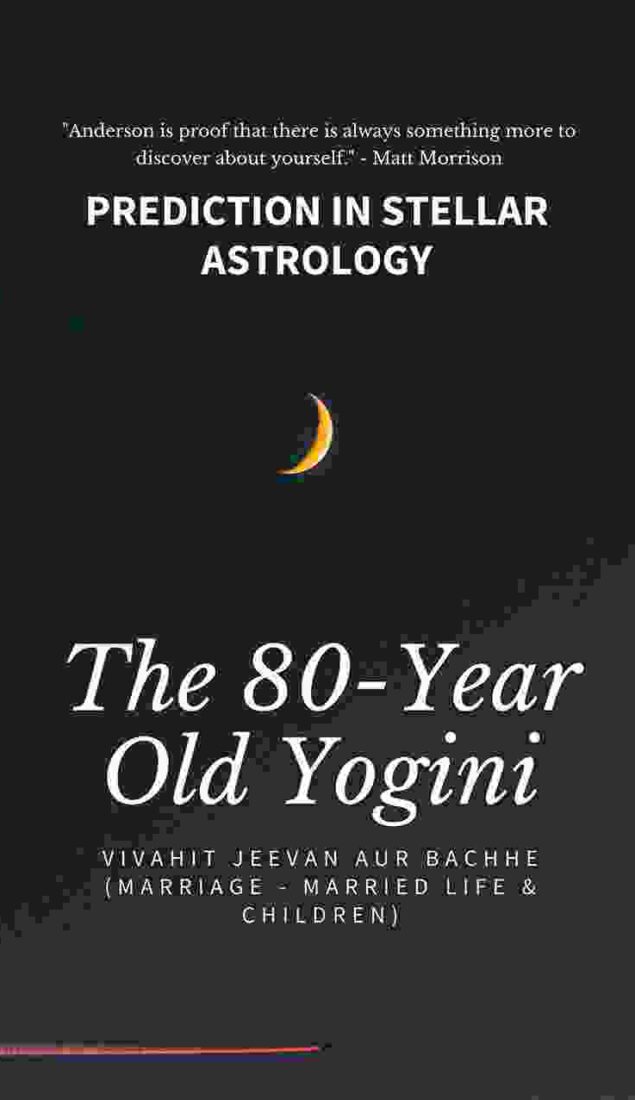 "Anderson is proof that there is always something more to
discover about yourself." - Matt Morrison
PREDICTION IN STELLAR
ASTROLOGY
The 80-Year
Old Yogini
VIVAHIT JEEVAN AUR BACHHE
(MARRIAGE - MARRIED LIFE &
CHILDREN)